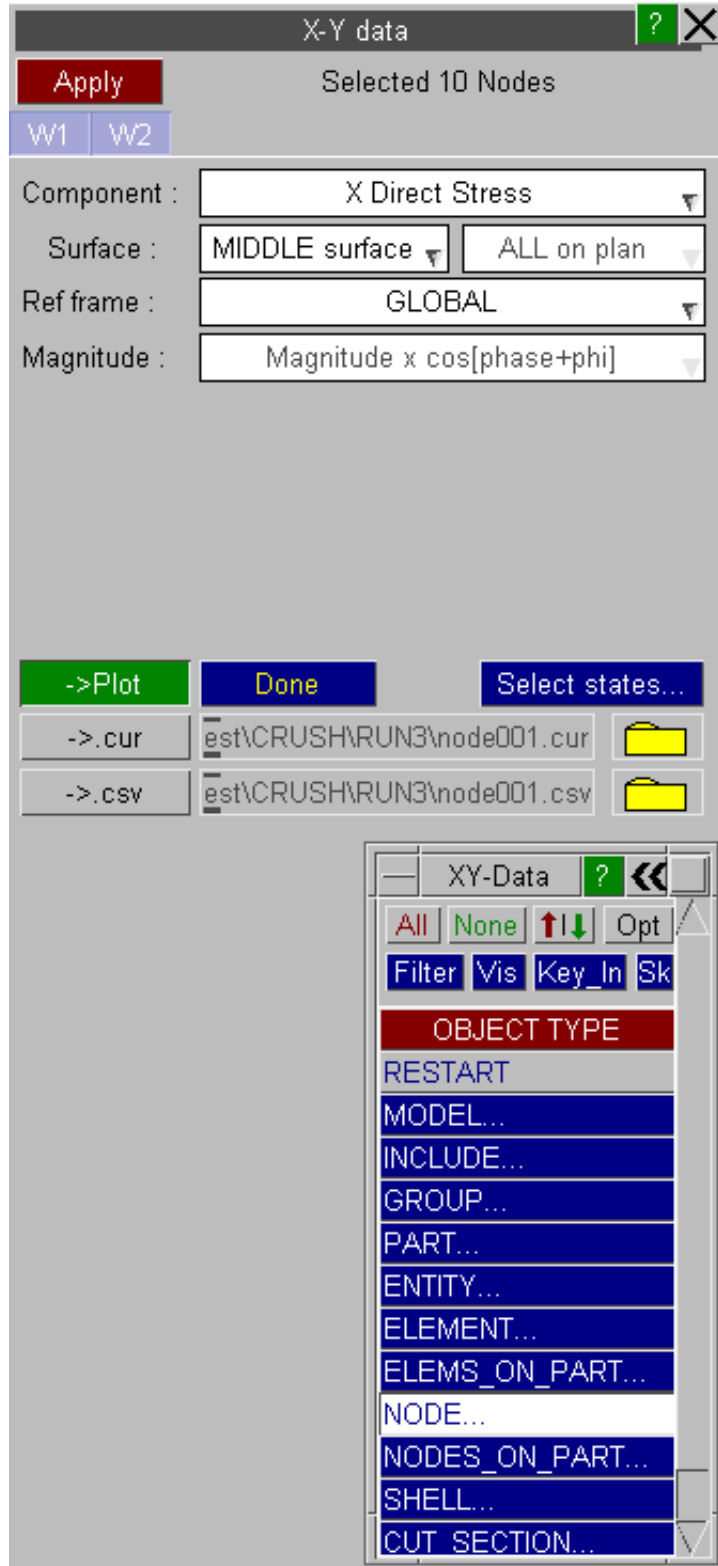 X-Y data ?
Apply Selected 10 Nodes
W1 W2
Component : X Direct Stress
Surface : MIDDLE surface ALL on plan
Ref frame : GLOBAL
Magnitude : Magnitude x cos[phase+phi]
->Plot Done Select states...
->.cur est\CRUSH\RUN3\node001.cur
->.csv est\CRUSH\RUN3\node001.csv
XY-Data ?
All None Opt
Filter Vis Key_In Sk
OBJECT TYPE
RESTART
MODEL...
INCLUDE...
GROUP...
PART...
ENTITY...
ELEMENT...
ELEMS_ON_PART...
NODE...
NODES_ON_PART...
SHELL...
CUT_SECTION...